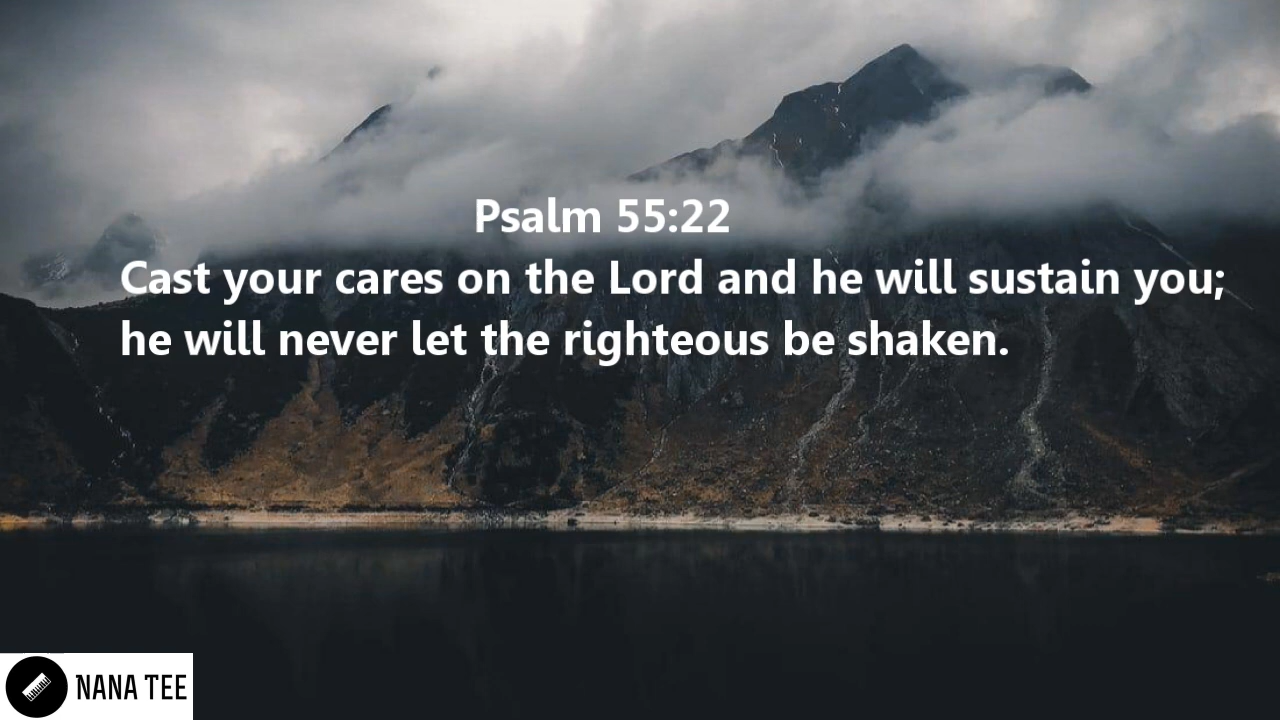 Psalm 55:22
Cast your cares on the Lord and he will sustain you;
he will never let the righteous be shaken.
NANA TEE